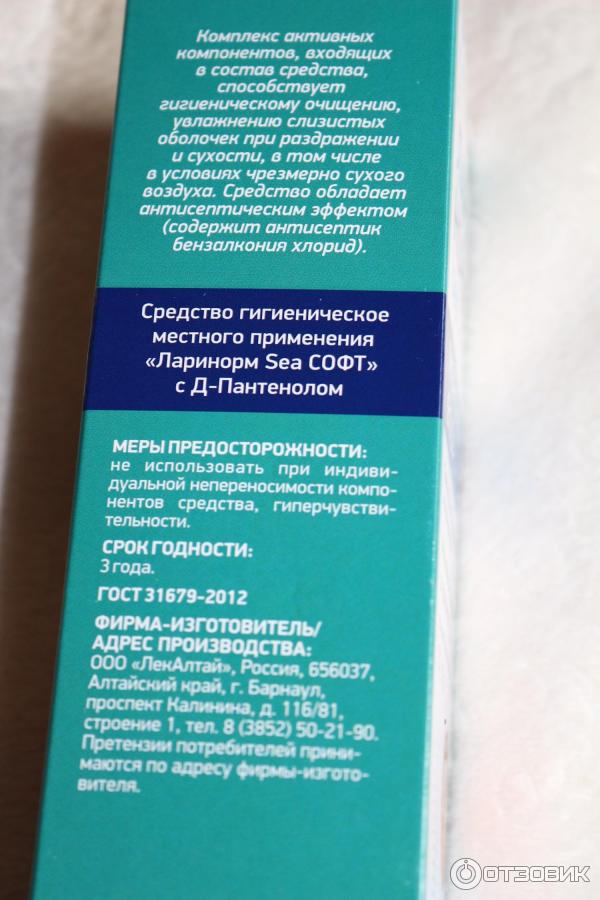 Комплекс активных
компонентов, входящих
в состав средства,
способствует
гигиеническому очищению,
увлажнению слизистых
оболочек при раздражении
и сухости, в том числе
в условиях чрезмерно сухого
воздуха. Средство обладает
антисептическим эффектом
(содержит антисептик
бензалкония хлорид).
Средство гигиеническое
местного применения
«Ларинорм Sea СОФТ»
с Д-Пантенолом
МЕРЫ ПРЕДОСТОРОЖНОСТИ:
не использовать при индиви-
дуальной непереносимости компо-
нентов средства, гиперчувстви-
тельности.
СРОК ГОДНОСТИ:
3 года.
ГОСТ 31679-2012
ФИРМА-ИЗГОТОВИТЕЛЬ/
АДРЕС ПРОИЗВОДСТВА:
ООО «ЛекАлтай», Россия, 656037,
Алтайский край, г. Барнаул,
проспект Калинина, д. 116/81,
строение 1, тел. 8 (3852) 50-21-90.
Претензии потребителей прини-
маются по адресу фирмы-изгото-
вителя.
ОТЗОВИК